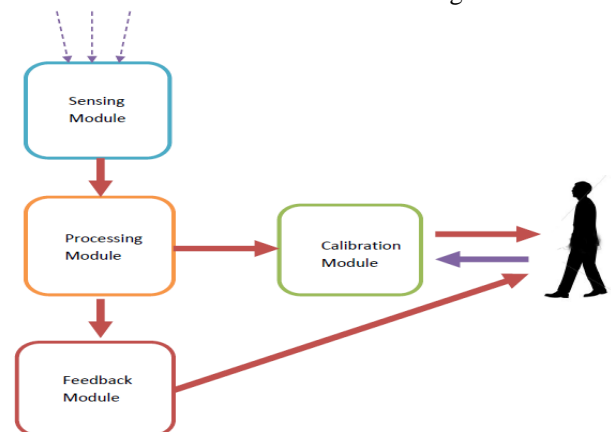 Sensing
Module
Processing
Module
Calibration
Module
Feedback
Module